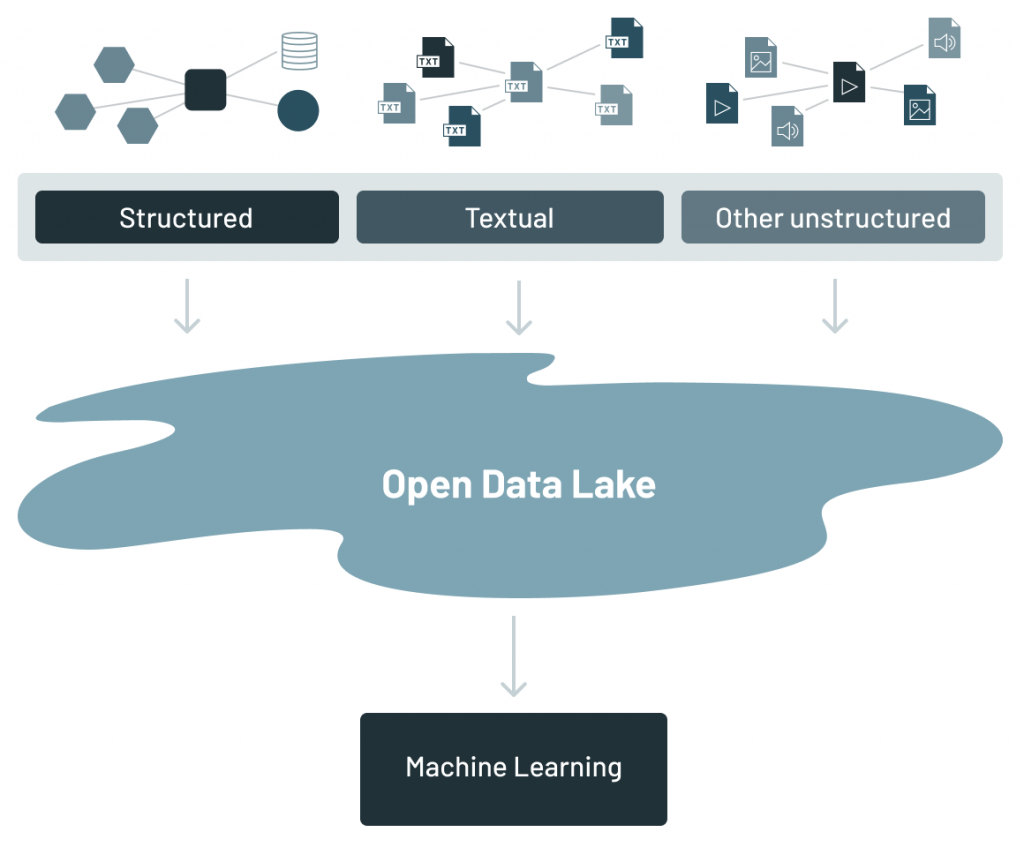 TXT
TXT
TXT
TXT
TXT
TXT
Structured
Textual
Other unstructured
Open Data Lake
Machine Learning